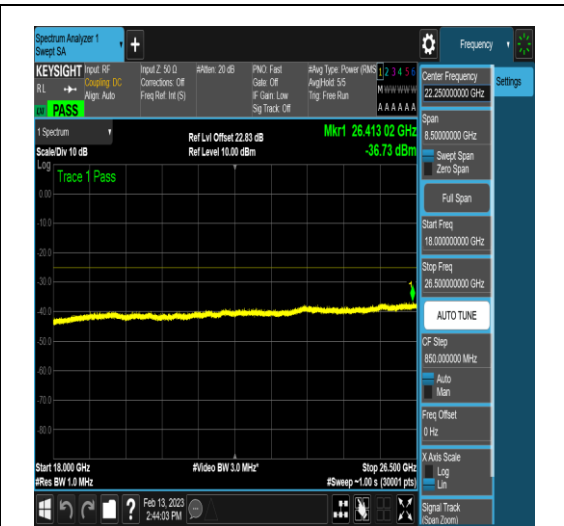 Spectrum Analyzer 1
Swept SA
+
Frequency
KEYSIGHT
RL
PASS
Input: RF
Coupling: DC
Align: Auto
Input Z: 50 Ω
Corrections: Off
Freq Ref: Int (S)
#Atten: 20 dB
PNO: Fast
Gate: Off
IF Gain: Low
Sig Track: Off
#Avg Type: Power (RMS
Avg|Hold: 5/5
Trig: Free Run
1 2 3 4 5 6
M W W W W W
A A A A A A
1 Spectrum
Scale/Div 10 dB
Ref Lvl Offset 22.83 dB
Ref Level 10.00 dBm
Mkr1 26.413 02 GHz
-36.73 dBm
Log
Trace 1 Pass
0.00
-10.0
-20.0
-30.0
-40.0
-50.0
-60.0
-70.0
-80.0
1
Start 18.000 GHz
#Res BW 1.0 MHz
#Video BW 3.0 MHz*
Stop 26.500 GHz
#Sweep ~1.00 s (30001 pts)
Feb 13, 2023
2:44:03 PM
?
Center Frequency
22.250000000 GHz
Settings
Span
8.50000000 GHz
Swept Span
Zero Span
Full Span
Start Freq
18.000000000 GHz
Stop Freq
26.500000000 GHz
AUTO TUNE
CF Step
850.000000 MHz
Auto
Man
Freq Offset
0 Hz
X Axis Scale
Log
Lin
Signal Track
(Span Zoom)